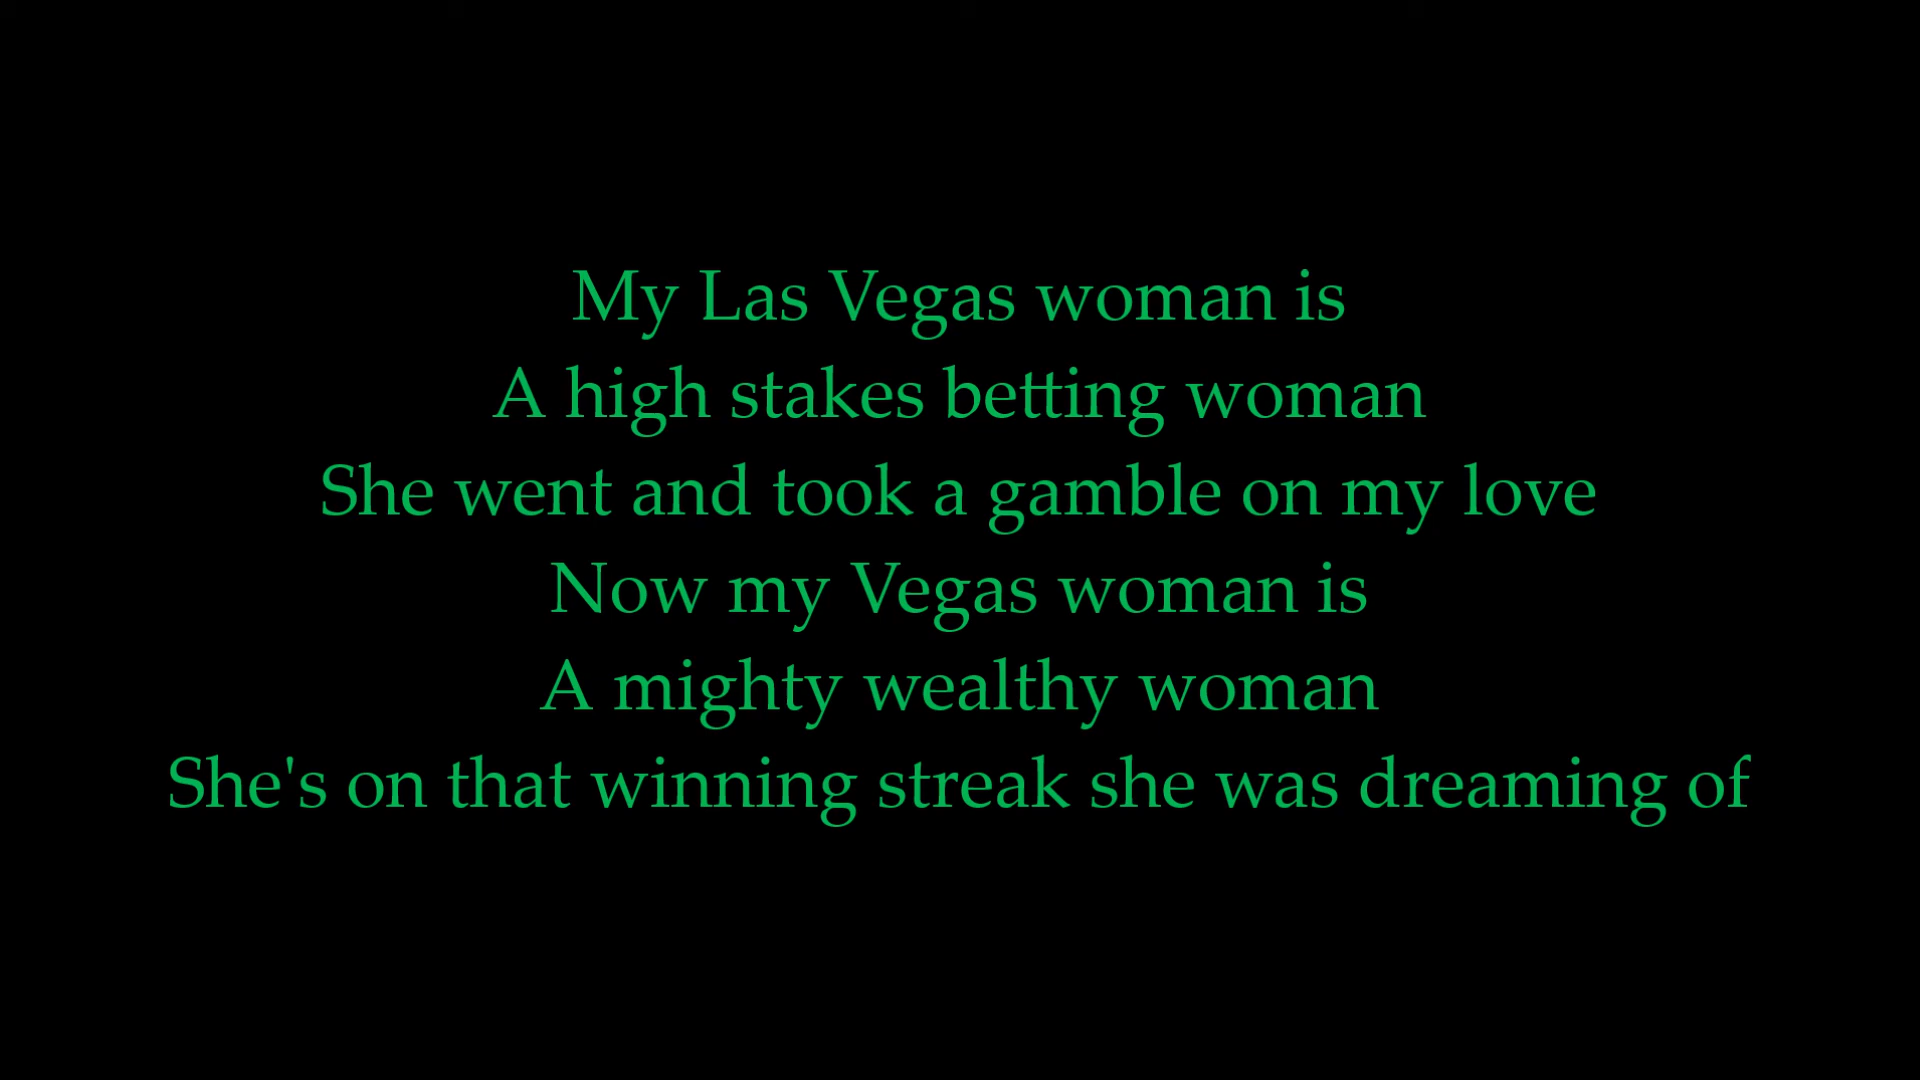 My Las Vegas woman is
A high stakes betting woman
She went and took a gamble on my love
Now my Vegas woman is
A mighty wealthy woman
She's on that winning streak she was dreaming of